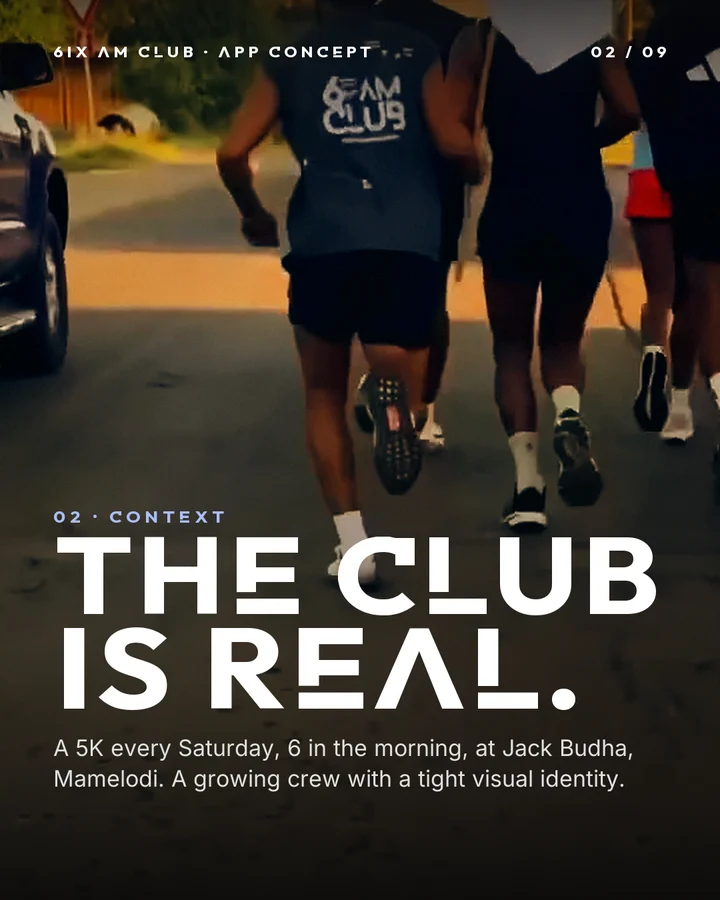 6IX AM CLUB · APP CONCEPT
02 / 09
6AM
CLUB
02 · CONTEXT
THE CLUB
IS REAL.
A 5K every Saturday, 6 in the morning, at Jack Budha,
Mamelodi. A growing crew with a tight visual identity.